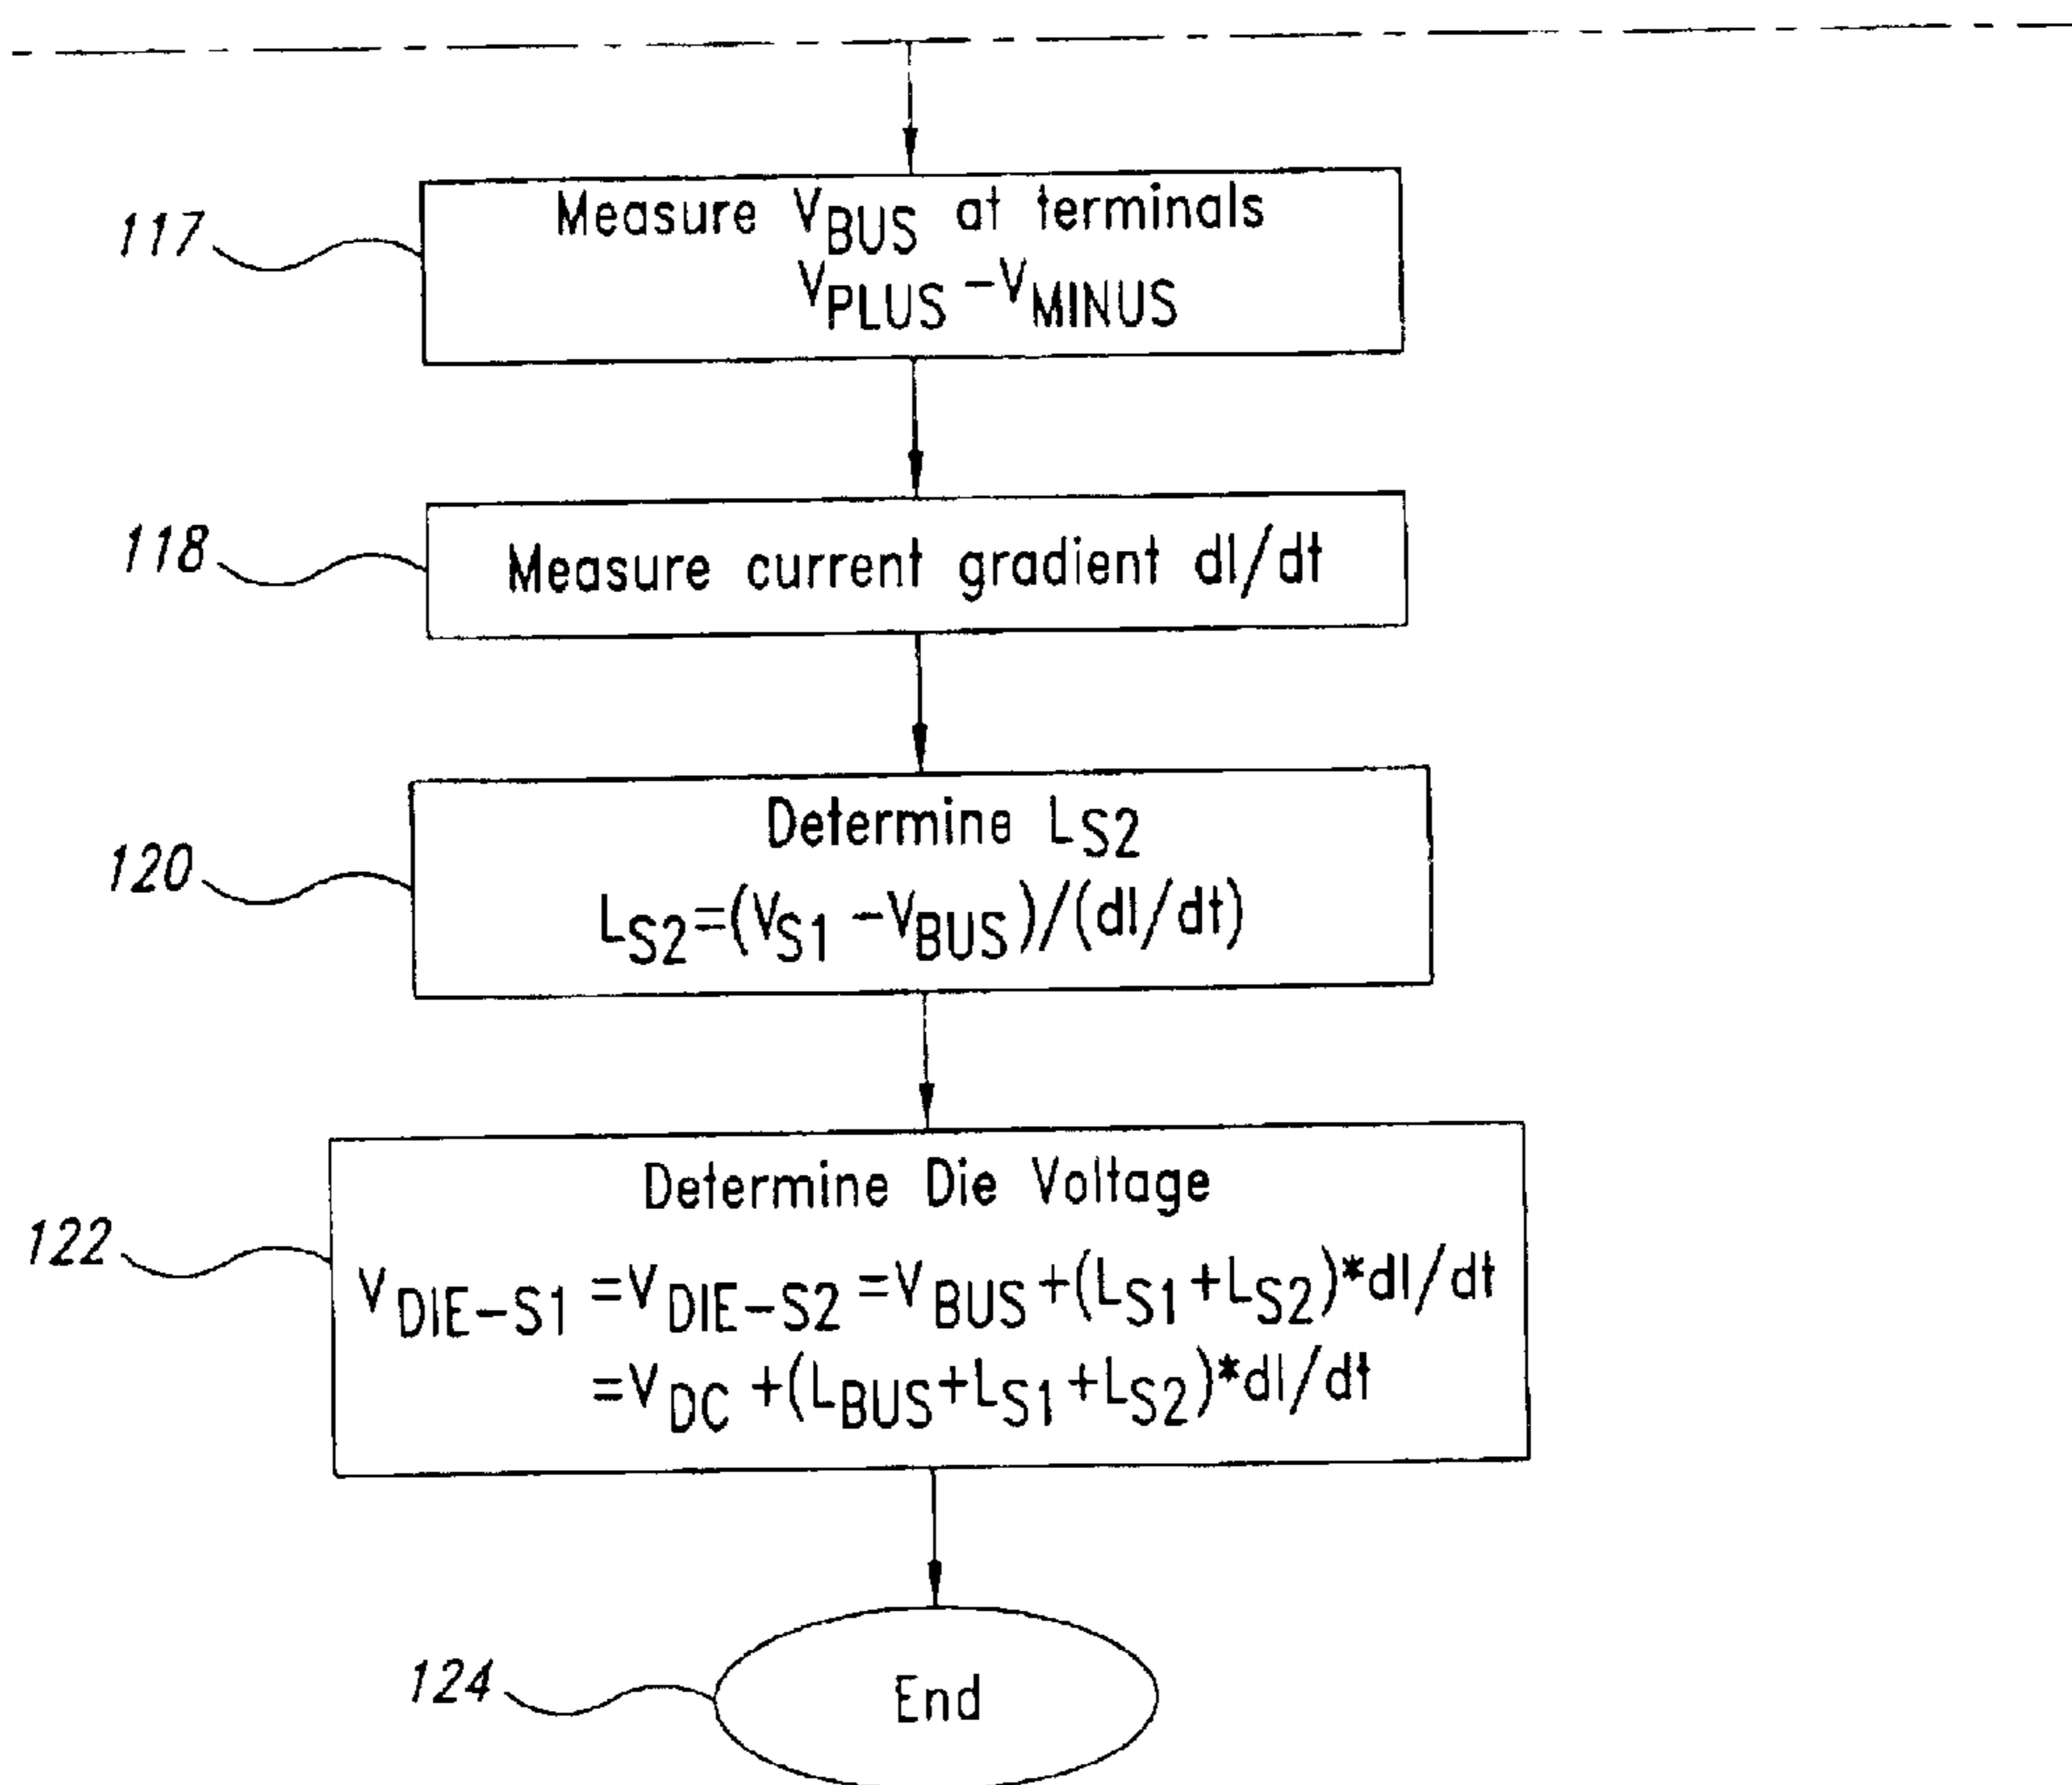 117
Measure VBUS at terminals
VPLUS -VMINUS
118
Measure current gradient dI/dt
Determine LS2
120
LS2=(VS1 -VBUS)/(dI/dt)
Determine Die Voltage
122
VDIE-S1 =VDIE-S2 =VBUS +(LS1+LS2)*dI/dt
=VDC +(LBUS+LS1+LS2)*dI/dt
124
End